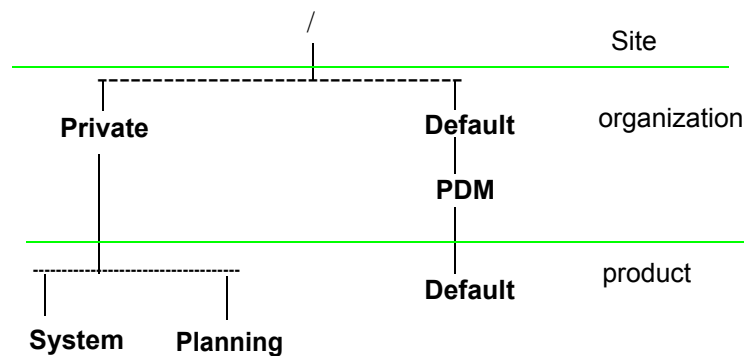 /
Site
Private
Default
organization
PDM
Default
product
System
Planning